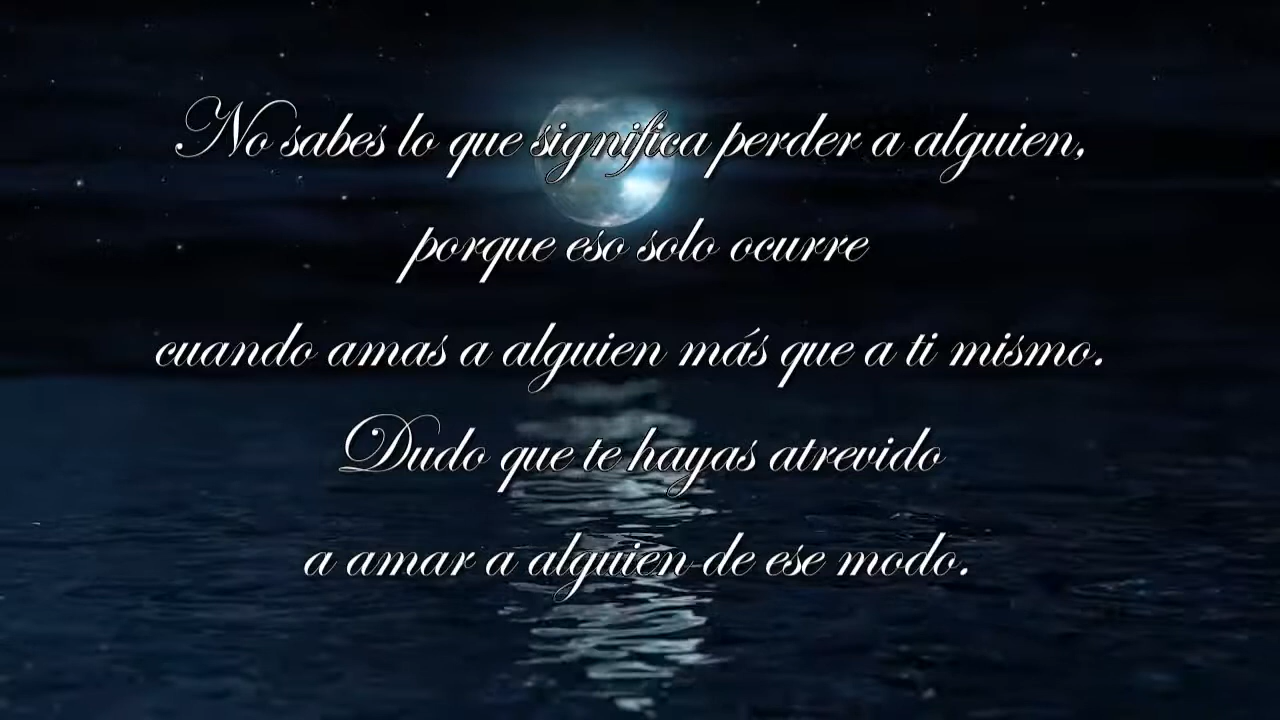 No sabes lo que significa perder a alguien,
porque eso solo ocurre
cuando amas a alguien más que a ti mismo.
Dudo que te hayas atrevido
a amar a alguien de ese modo.